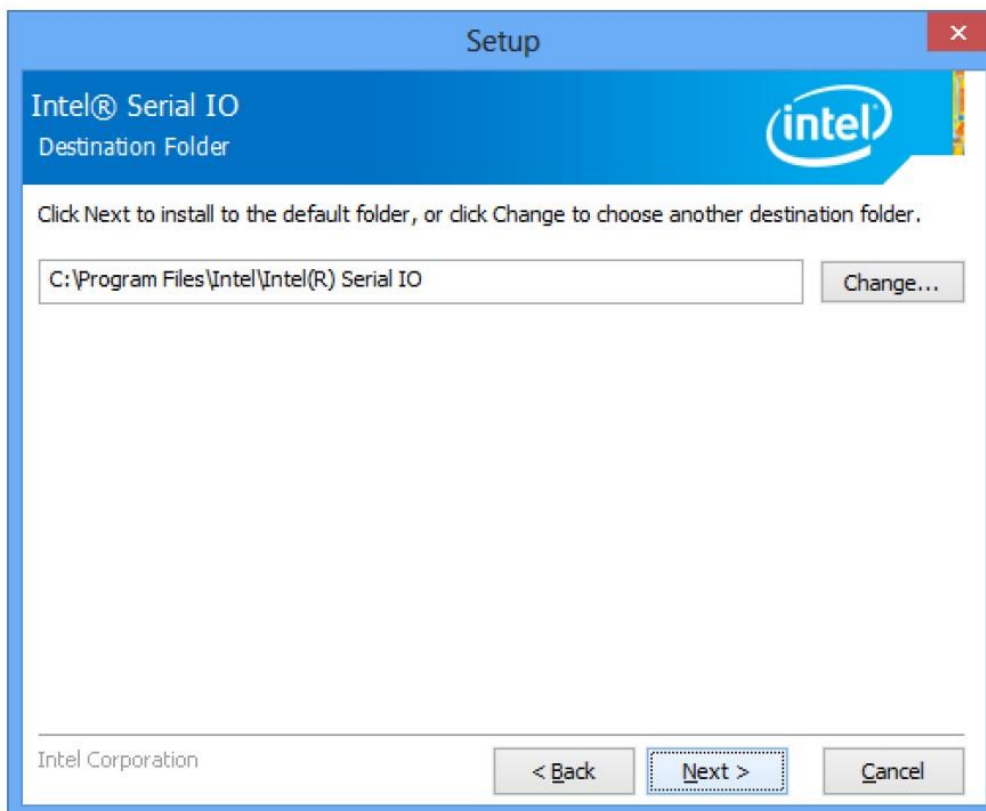 Setup
Intel® Serial IO
Destination Folder
intel
Click Next to install to the default folder, or click Change to choose another destination folder.
C:\Program Files\Intel\Intel(R) Serial IO
Change...
Intel Corporation
< Back
Next >
Cancel